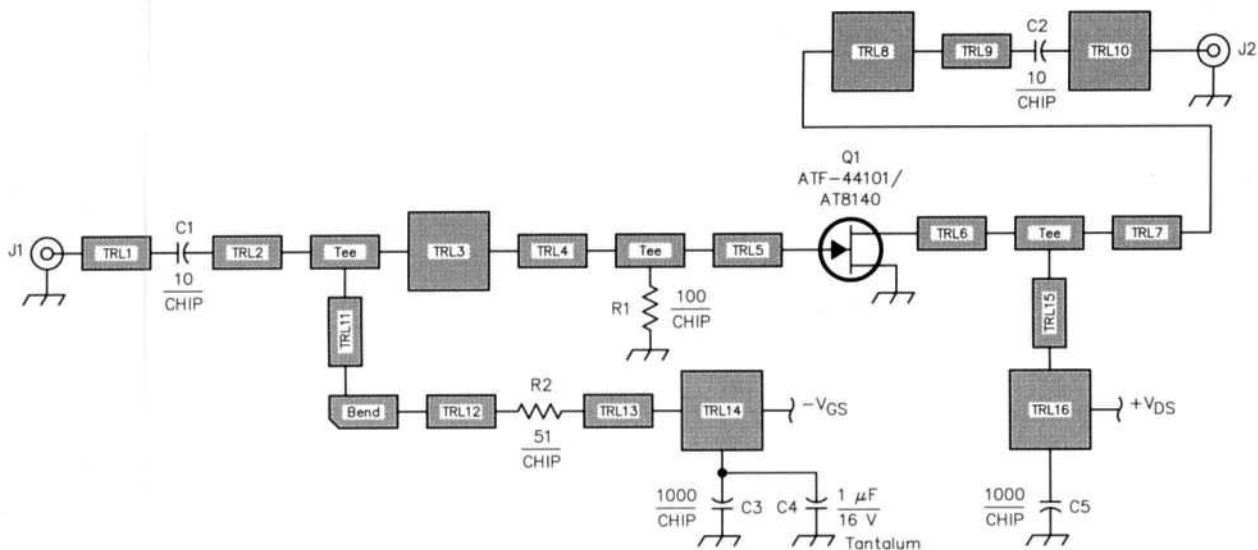 TRL8
TRL9
C2
10
CHIP
TRL10
J2
Q1
ATF-44101/
AT8140
J1
TRL1
C1
10
CHIP
TRL2
Tee
TRL3
TRL4
Tee
TRL5
TRL6
Tee
TRL7
R1
100
CHIP
TRL11
TRL15
Bend
TRL12
R2
51
CHIP
TRL13
TRL14
-VGS
TRL16
+VDS
1000
CHIP
C3
C4
1 µF
16 V
Tantalum
1000
CHIP
C5